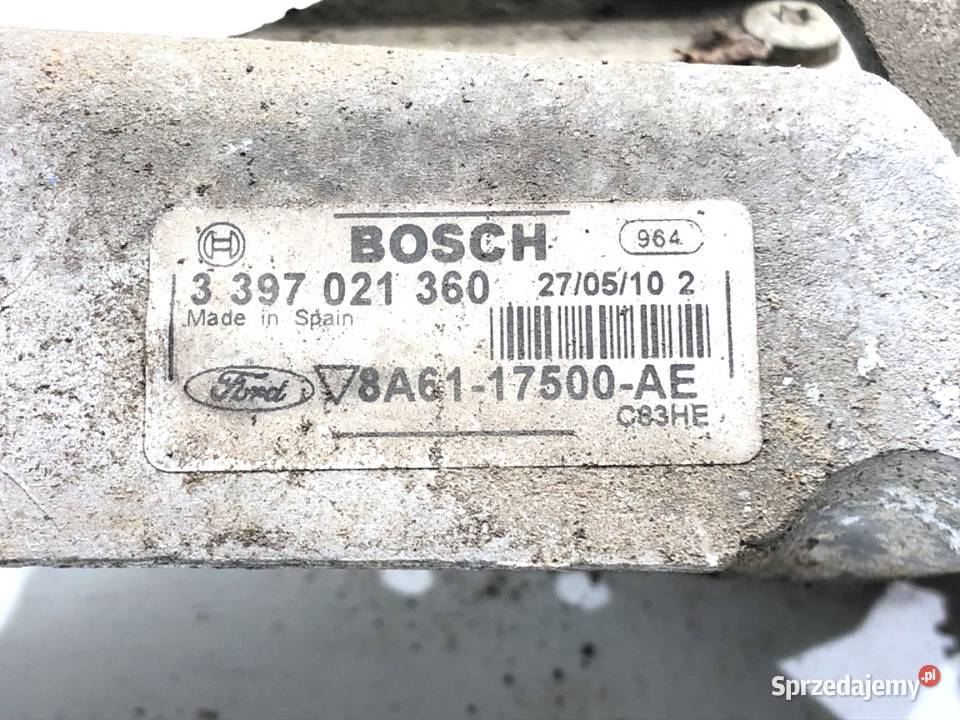 BOSCH 964
3 397 021 360 27/05/10 2
Made in Spain
Ford 8A61-17500-AE
C83HE
Sprzedajemy.pl